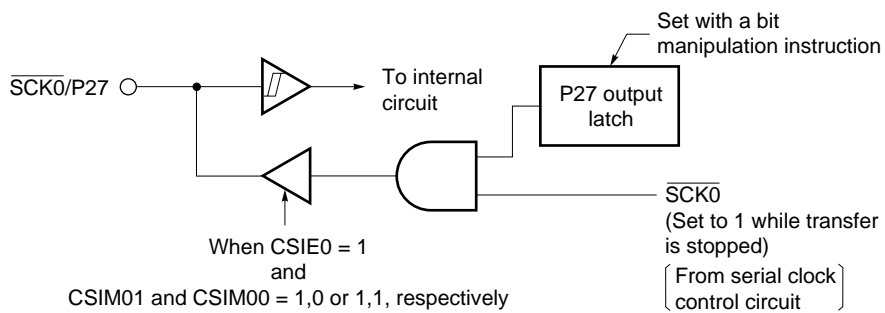 Set with a bit
manipulation instruction
SCK0/P27
To internal
circuit
P27 output
latch
SCK0
(Set to 1 while transfer
is stopped)
From serial clock
control circuit
When CSIE0 = 1
and
CSIM01 and CSIM00 = 1,0 or 1,1, respectively